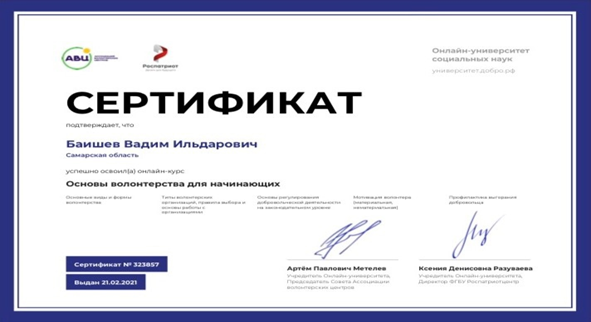 АВЦ
Роспатриот
Онлайн-университет
социальных наук
университет.добро.рф
СЕРТИФИКАТ
подтверждает, что
Баишев Вадим Ильдарович
Самарская область
успешно освоил(а) онлайн-курс
Основы волонтерства для начинающих
Основные виды и формы
волонтерства
Типы волонтерских
организаций, правила выбора и
основы работы с
организациями
Основы регулирования
добровольческой деятельности
на законодательном уровне
Мотивация волонтера
(материальная,
нематериальная)
Профилактика выгорания
добровольца
Сертификат № 323857
Выдан 21.02.2021
Артём Павлович Метелев
Учредитель Онлайн-университета,
Председатель Совета Ассоциации
волонтерских центров
Ксения Денисовна Разуваева
Учредитель Онлайн-университета,
Директор ФГБУ Роспатриотцентр